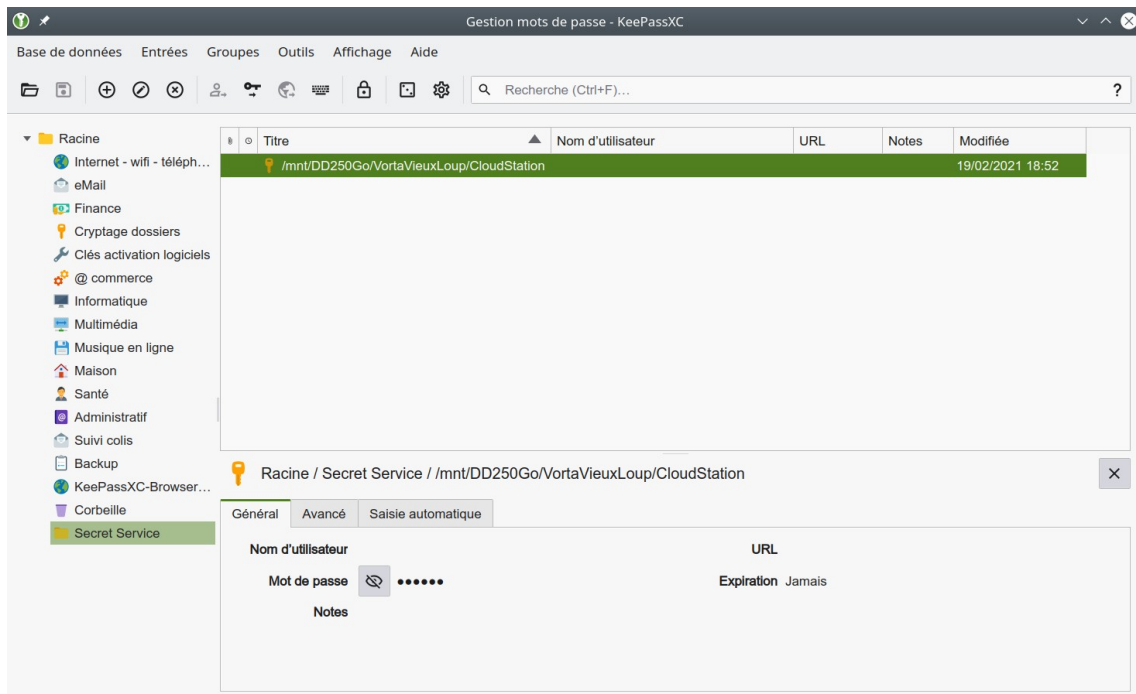 Gestion mots de passe - KeePassXC
Base de données Entrées Groupes Outils Affichage Aide
Recherche (Ctrl+F)... ?
Racine
Internet - wifi - téléph...
eMail
Finance
Cryptage dossiers
Clés activation logiciels
@ commerce
Informatique
Multimédia
Musique en ligne
Maison
Santé
Administratif
Suivi colis
Backup
KeePassXC-Browser...
Corbeille
Secret Service
Titre Nom d’utilisateur URL Notes Modifiée
/mnt/DD250Go/VortaVieuxLoup/CloudStation 19/02/2021 18:52
Racine / Secret Service / /mnt/DD250Go/VortaVieuxLoup/CloudStation
Général Avancé Saisie automatique
Nom d’utilisateur URL
Mot de passe ●●●●●● Expiration Jamais
Notes